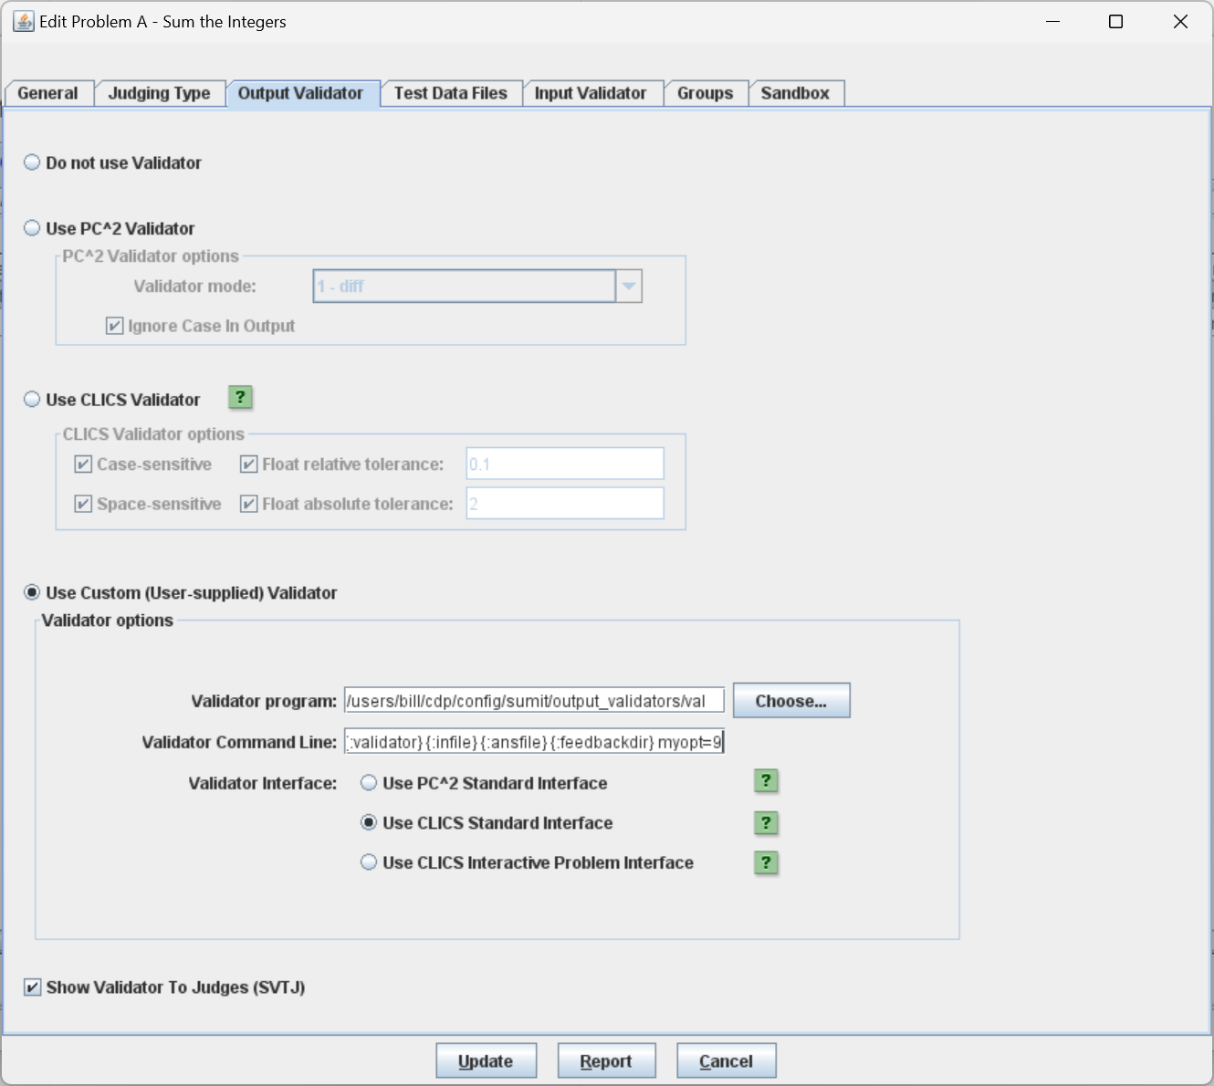 Edit Problem A - Sum the Integers
General Judging Type Output Validator Test Data Files Input Validator Groups Sandbox
Do not use Validator
Use PC^2 Validator
PC^2 Validator options
Validator mode: 1 - diff
Ignore Case In Output
Use CLICS Validator ?
CLICS Validator options
Case-sensitive Float relative tolerance: 0.1
Space-sensitive Float absolute tolerance: 2
Use Custom (User-supplied) Validator
Validator options
Validator program: /users/bill/cdp/config/sumit/output_validators/val Choose...
Validator Command Line: :validator} {:infile} {:ansfile} {:feedbackdir} myopt=9
Validator Interface: Use PC^2 Standard Interface ?
Use CLICS Standard Interface ?
Use CLICS Interactive Problem Interface ?
Show Validator To Judges (SVTJ)
Update Report Cancel